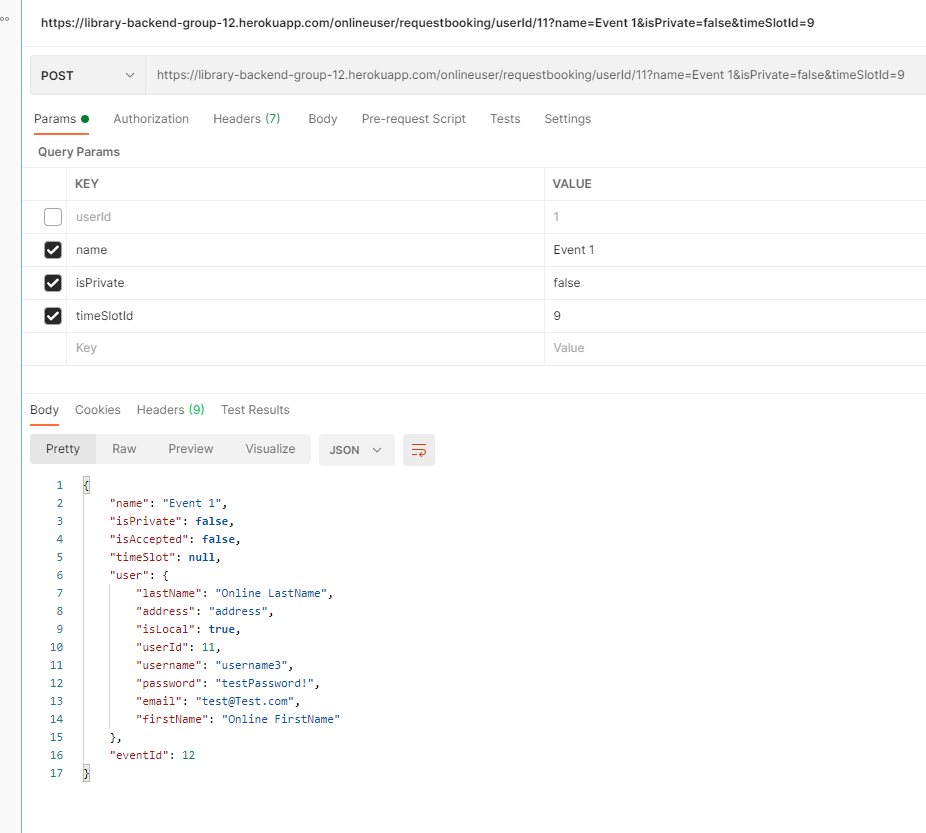 https://library-backend-group-12.herokuapp.com/onlineuser/requestbooking/userId/11?name=Event 1&isPrivate=false&timeSlotId=9
POST https://library-backend-group-12.herokuapp.com/onlineuser/requestbooking/userId/11?name=Event 1&isPrivate=false&timeSlotId=9
Params Authorization Headers (7) Body Pre-request Script Tests Settings
Query Params
KEY VALUE
userId 1
name Event 1
isPrivate false
timeSlotId 9
Key Value
Body Cookies Headers (9) Test Results
Pretty Raw Preview Visualize JSON
1 {
2 "name": "Event 1",
3 "isPrivate": false,
4 "isAccepted": false,
5 "timeSlot": null,
6 "user": {
7 "lastName": "Online LastName",
8 "address": "address",
9 "isLocal": true,
10 "userId": 11,
11 "username": "username3",
12 "password": "testPassword!",
13 "email": "test@Test.com",
14 "firstName": "Online FirstName"
15 },
16 "eventId": 12
17 }